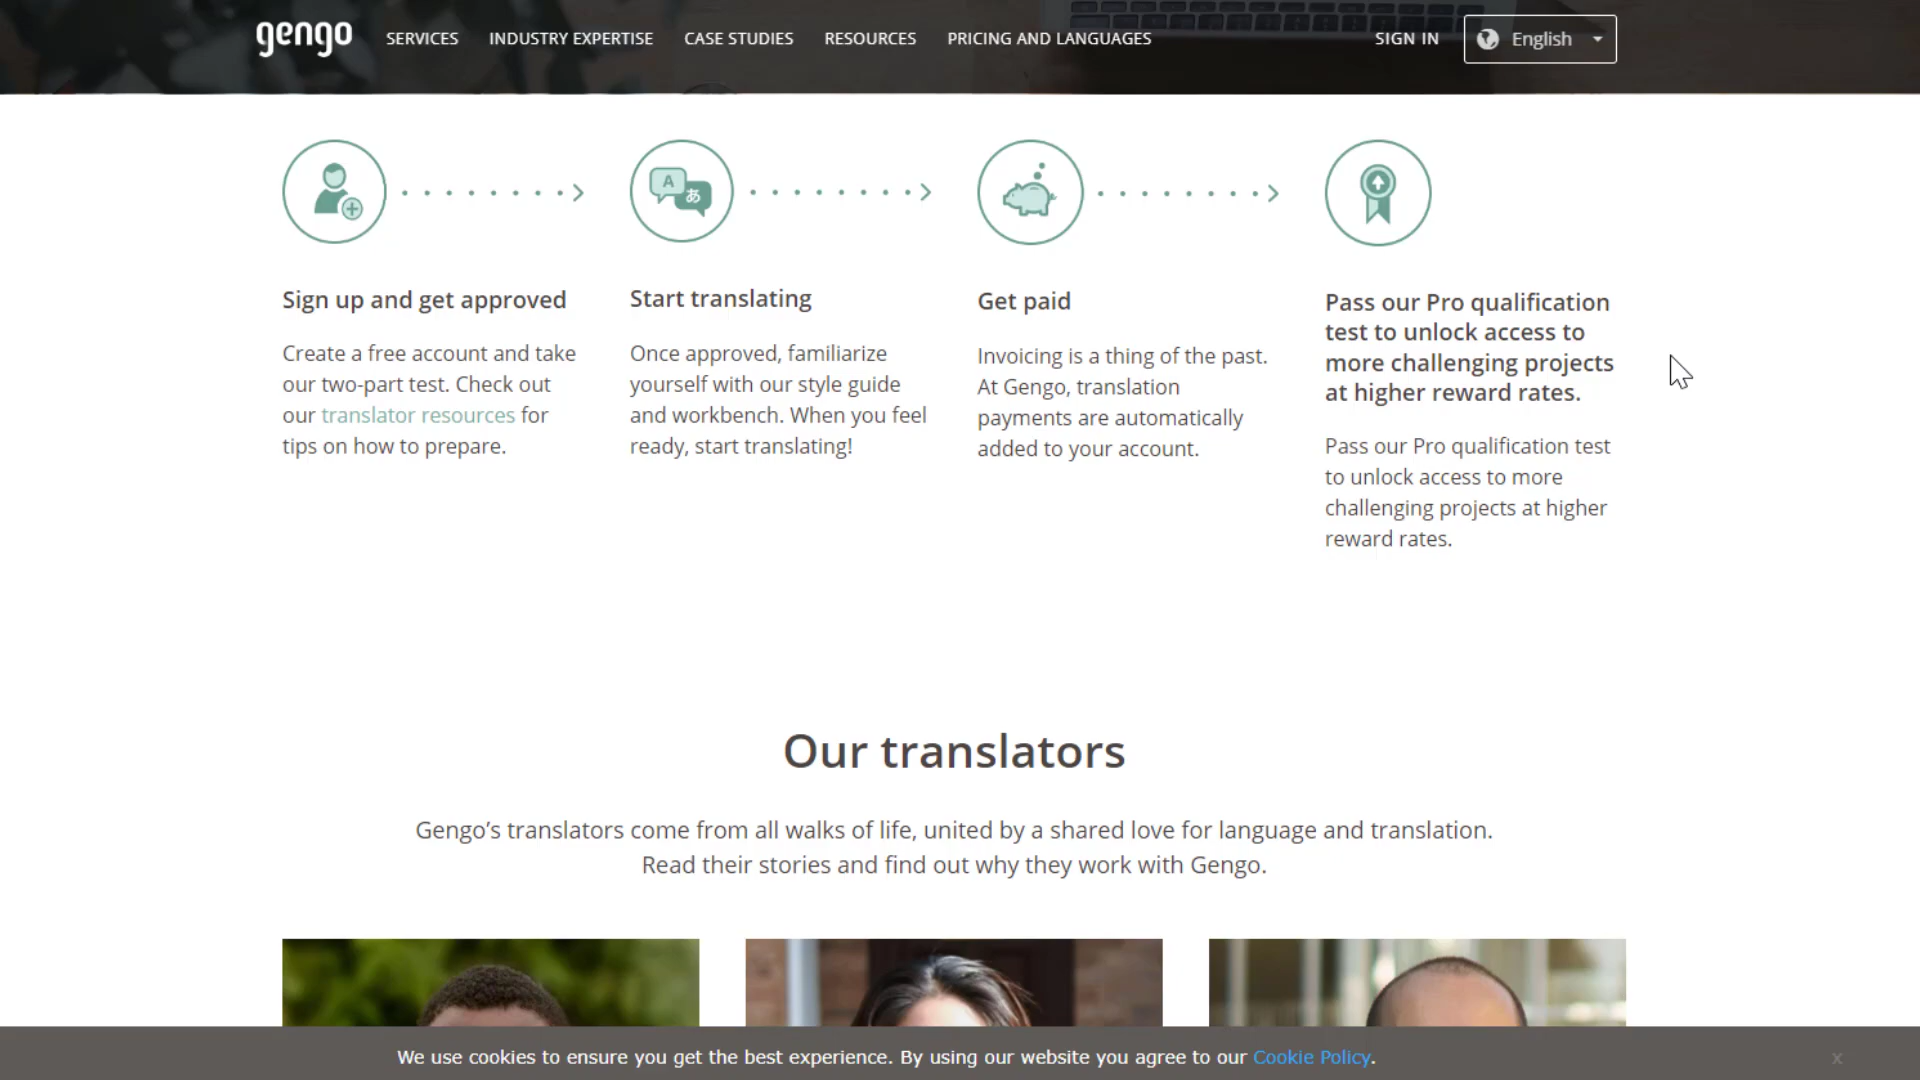 gengo SERVICES INDUSTRY EXPERTISE CASE STUDIES RESOURCES PRICING AND LANGUAGES SIGN IN English
A あ
Sign up and get approved
Create a free account and take
our two-part test. Check out
our translator resources for
tips on how to prepare.
Start translating
Once approved, familiarize
yourself with our style guide
and workbench. When you feel
ready, start translating!
Get paid
Invoicing is a thing of the past.
At Gengo, translation
payments are automatically
added to your account.
Pass our Pro qualification
test to unlock access to
more challenging projects
at higher reward rates.
Pass our Pro qualification test
to unlock access to more
challenging projects at higher
reward rates.
Our translators
Gengo’s translators come from all walks of life, united by a shared love for language and translation.
Read their stories and find out why they work with Gengo.
We use cookies to ensure you get the best experience. By using our website you agree to our Cookie Policy. x